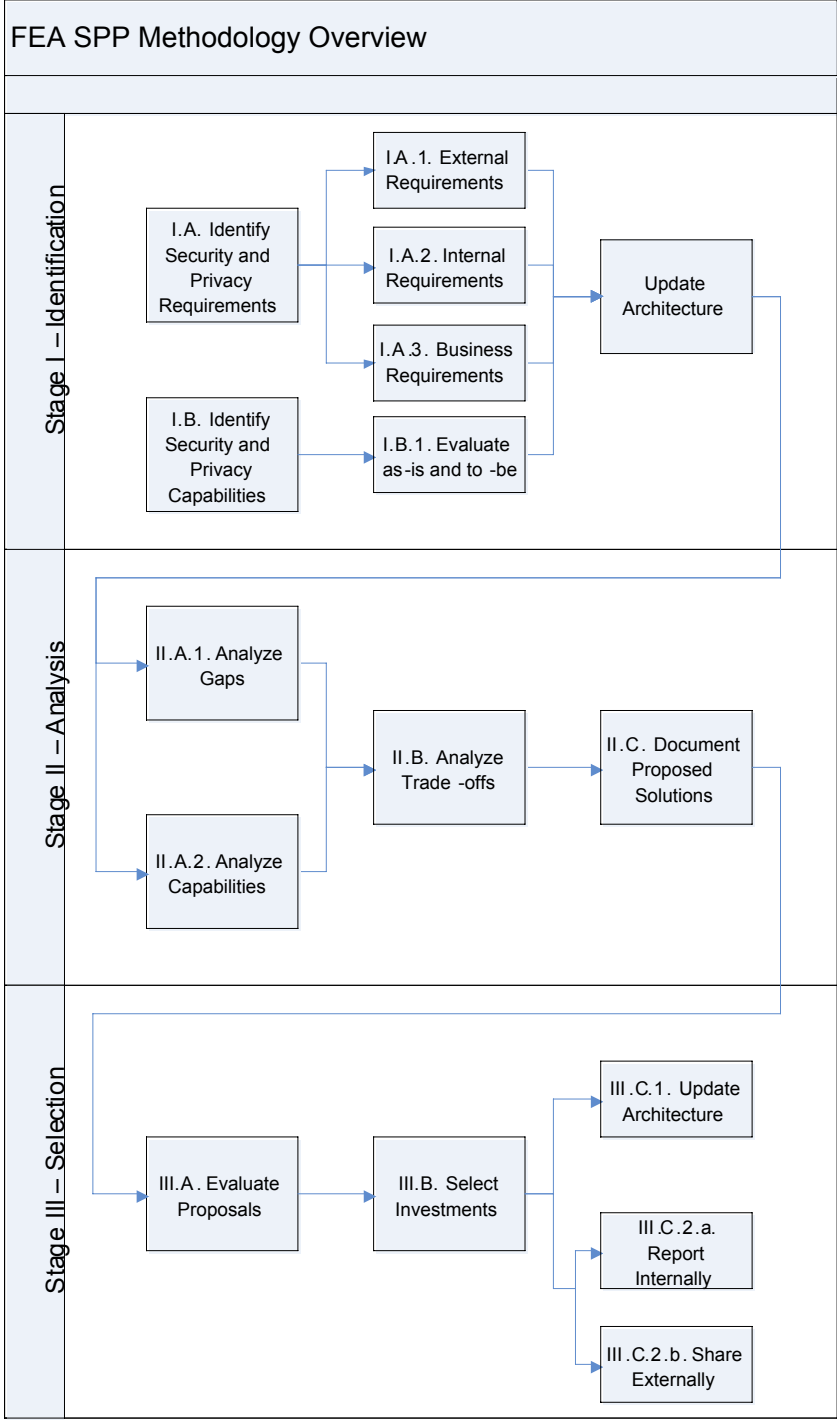 FEA SPP Methodology Overview
Stage I – Identification
I.A. Identify
Security and
Privacy
Requirements
I.A.1. External
Requirements
I.A.2. Internal
Requirements
I.A.3. Business
Requirements
Update
Architecture
I.B. Identify
Security and
Privacy
Capabilities
I.B.1. Evaluate
as-is and to -be
Stage II – Analysis
II.A.1. Analyze
Gaps
II.A.2. Analyze
Capabilities
II.B. Analyze
Trade -offs
II.C. Document
Proposed
Solutions
Stage III – Selection
III.A. Evaluate
Proposals
III.B. Select
Investments
III.C.1. Update
Architecture
III.C.2.a.
Report
Internally
III.C.2.b. Share
Externally